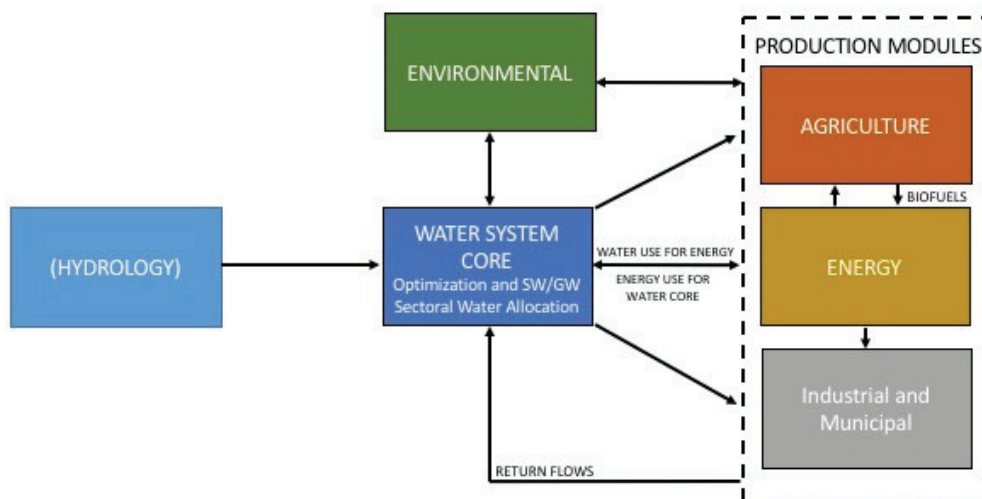 PRODUCTION MODULES
ENVIRONMENTAL
AGRICULTURE
BIOFUELS
(HYDROLOGY)
WATER SYSTEM
CORE
Optimization and SW/GW
Sectoral Water Allocation
WATER USE FOR ENERGY
ENERGY USE FOR
WATER CORE
ENERGY
Industrial and
Municipal
RETURN FLOWS